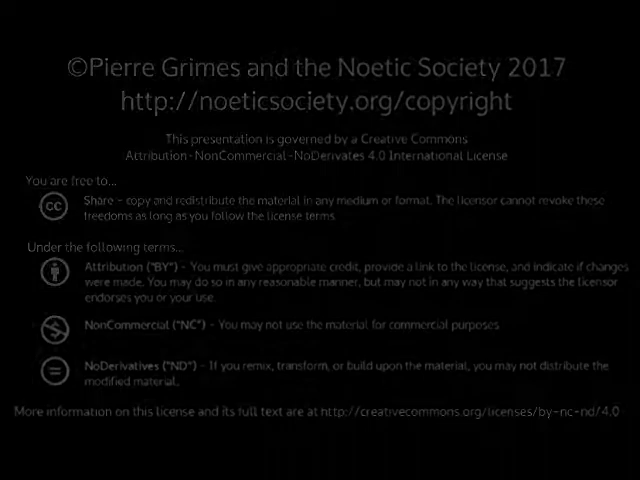 ©Pierre Grimes and the Noetic Society 2017
http://noeticsociety.org/copyright
This presentation is governed by a Creative Commons
Attribution-NonCommercial-NoDerivates 4.0 International License
You are free to...
Share - copy and redistribute the material in any medium or format. The licensor cannot revoke these
freedoms as long as you follow the license terms.
Under the following terms...
Attribution ("BY") - You must give appropriate credit, provide a link to the license, and indicate if changes
were made. You may do so in any reasonable manner, but may not in any way that suggests the licensor
endorses you or your use.
NonCommercial ("NC") - You may not use the material for commercial purposes
NoDerivatives ("ND") - If you remix, transform, or build upon the material, you may not distribute the
modified material.
More information on this license and its full text are at http://creativecommons.org/licenses/by-nc-nd/4.0